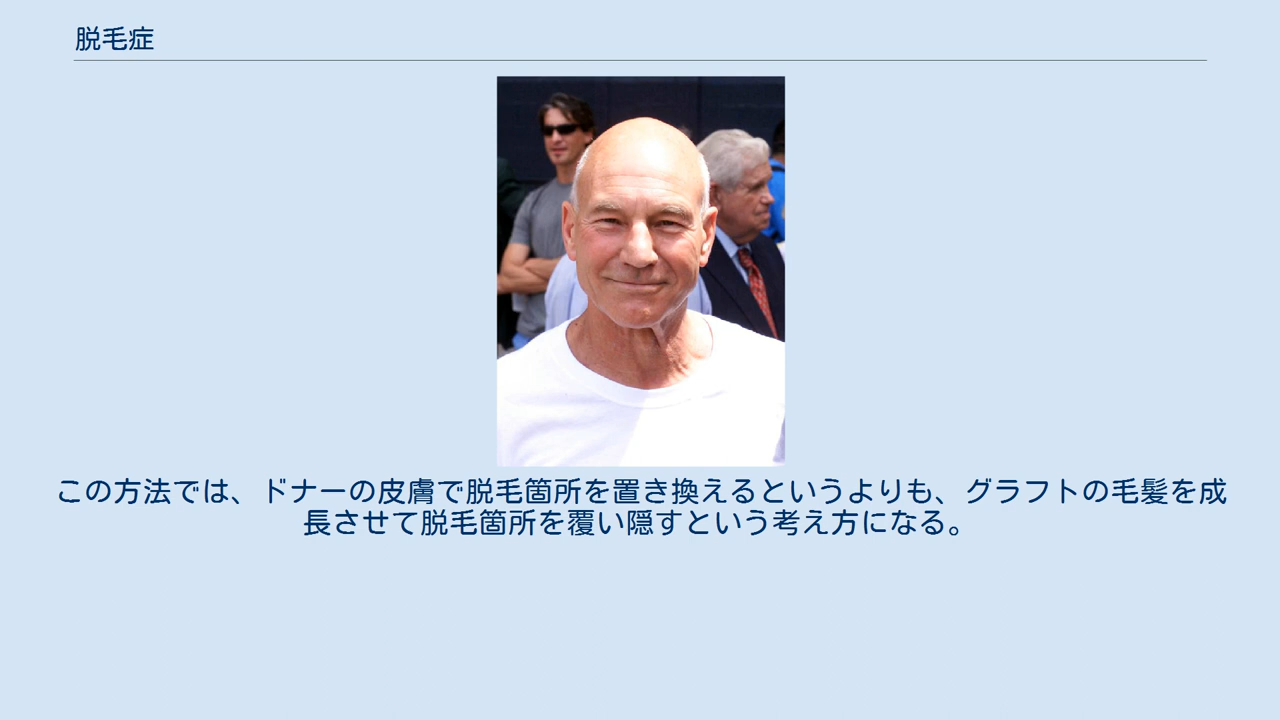 脱毛症
この方法では、ドナーの皮膚で脱毛箇所を置き換えるというよりも、グラフトの毛髪を成
長させて脱毛箇所を覆い隠すという考え方になる。